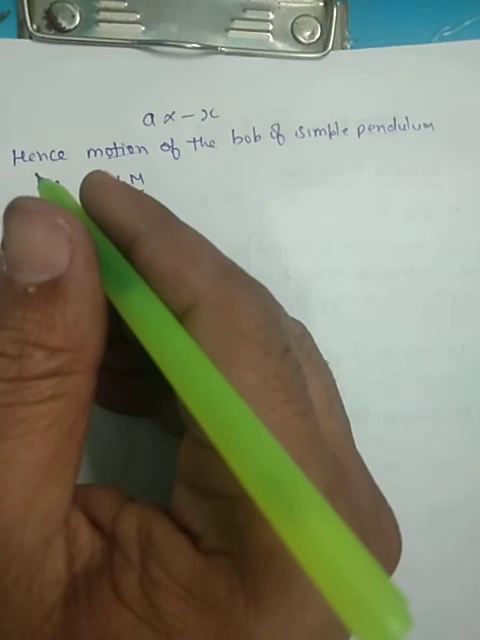 a ∝ - x
Hence motion of the bob of simple pendulum
M